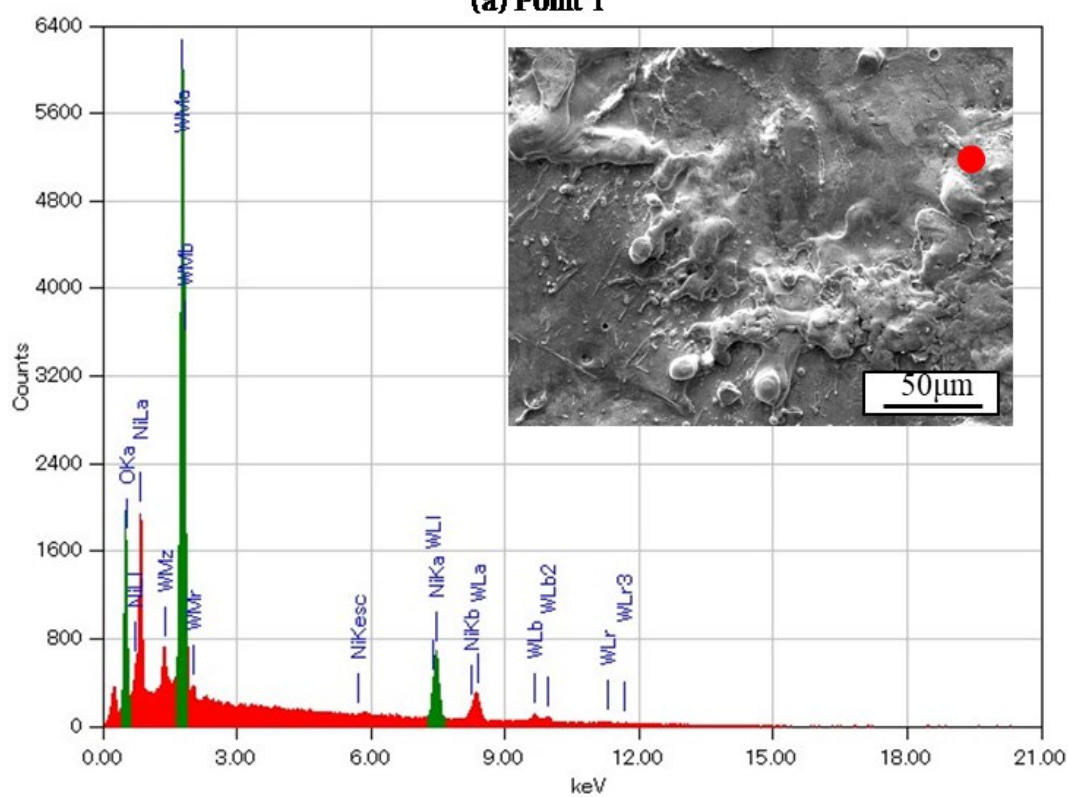 (a) Point 1
6400
5600
4800
4000
3200
2400
1600
800
0
Counts
OKa
NiLl
NiLa
WMz
WMa
WMb
WMr
NiKesc
NiKa
WLl
NiKb
WLa
WLb
WLb2
WLr
WLr3
50μm
0.00 3.00 6.00 9.00 12.00 15.00 18.00 21.00
keV